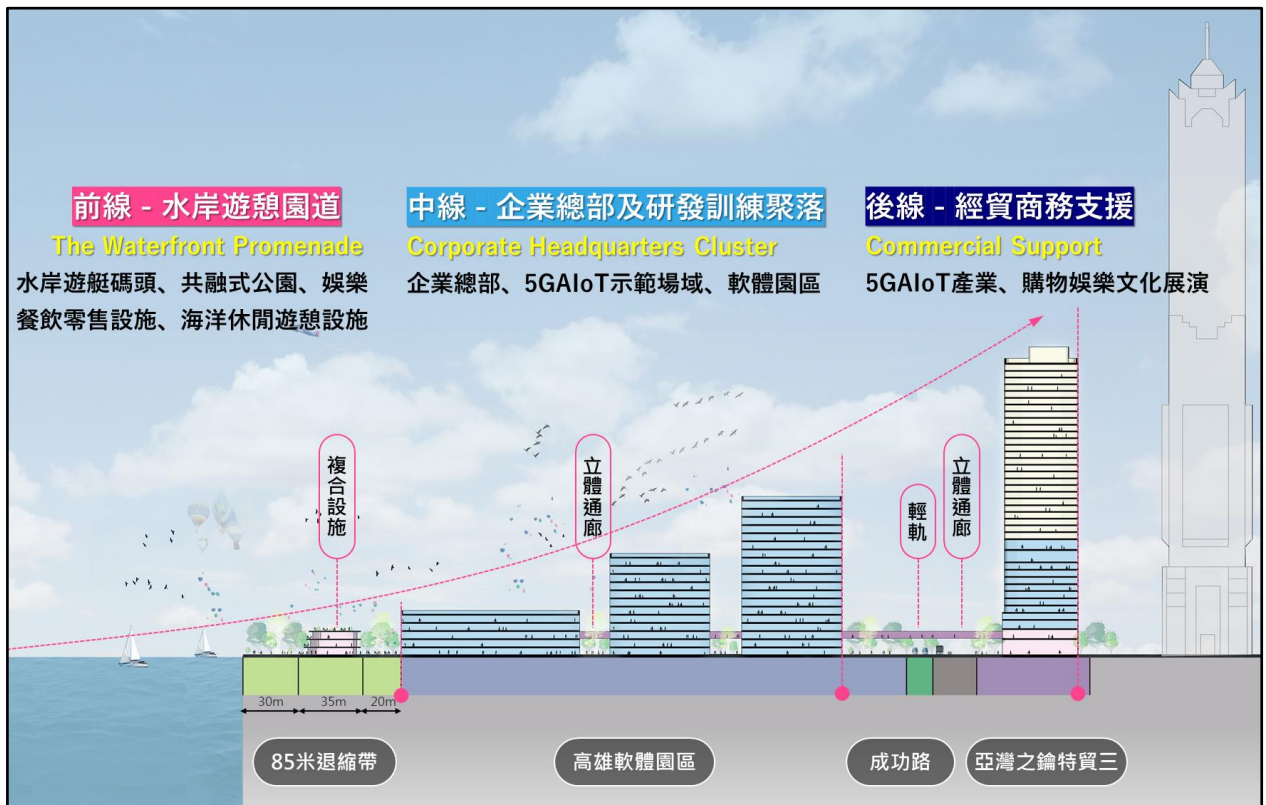 前線 - 水岸遊憩園道
The Waterfront Promenade
水岸遊艇碼頭、共融式公園、娛樂
餐飲零售設施、海洋休閒遊憩設施
中線 - 企業總部及研發訓練聚落
Corporate Headquarters Cluster
企業總部、5GAIoT示範場域、軟體園區
後線 - 經貿商務支援
Commercial Support
5GAIoT產業、購物娛樂文化展演
複合設施
立體通廊
輕軌
立體通廊
30m
35m
20m
85米退縮帶
高雄軟體園區
成功路
亞灣之鑰特貿三